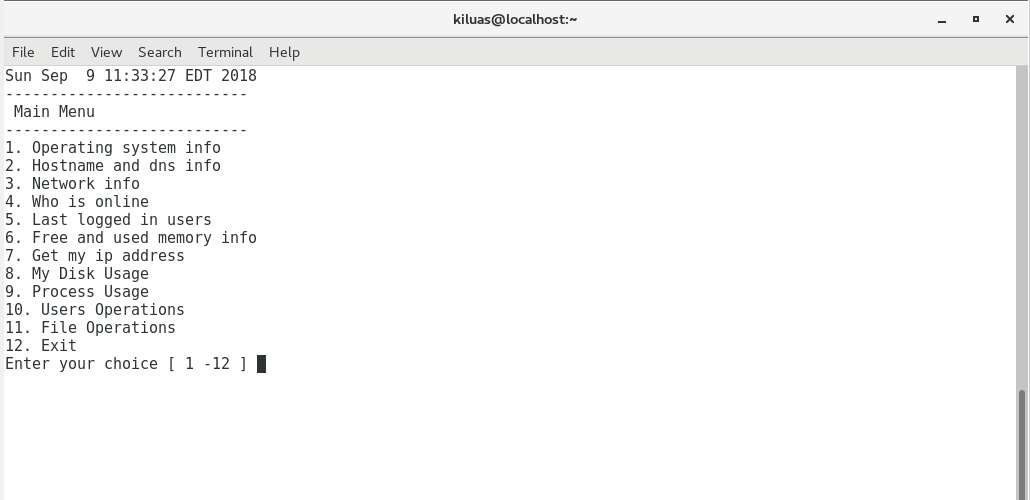 kiluas@localhost:~
File Edit View Search Terminal Help
Sun Sep  9 11:33:27 EDT 2018
---------------------------
 Main Menu
---------------------------
1. Operating system info
2. Hostname and dns info
3. Network info
4. Who is online
5. Last logged in users
6. Free and used memory info
7. Get my ip address
8. My Disk Usage
9. Process Usage
10. Users Operations
11. File Operations
12. Exit
Enter your choice [ 1 -12 ]